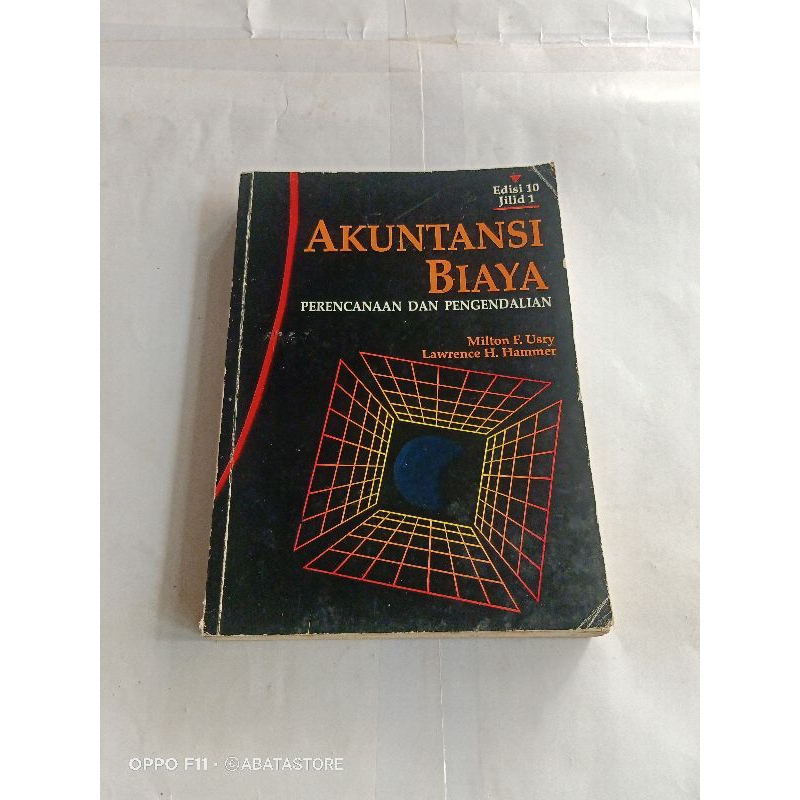 Edisi 10
Jilid 1
AKUNTANSI
BIAYA
PERENCANAAN DAN PENGENDALIAN
Milton F. Usry
Lawrence H. Hammer
OPPO F11 · ©ABATASTORE